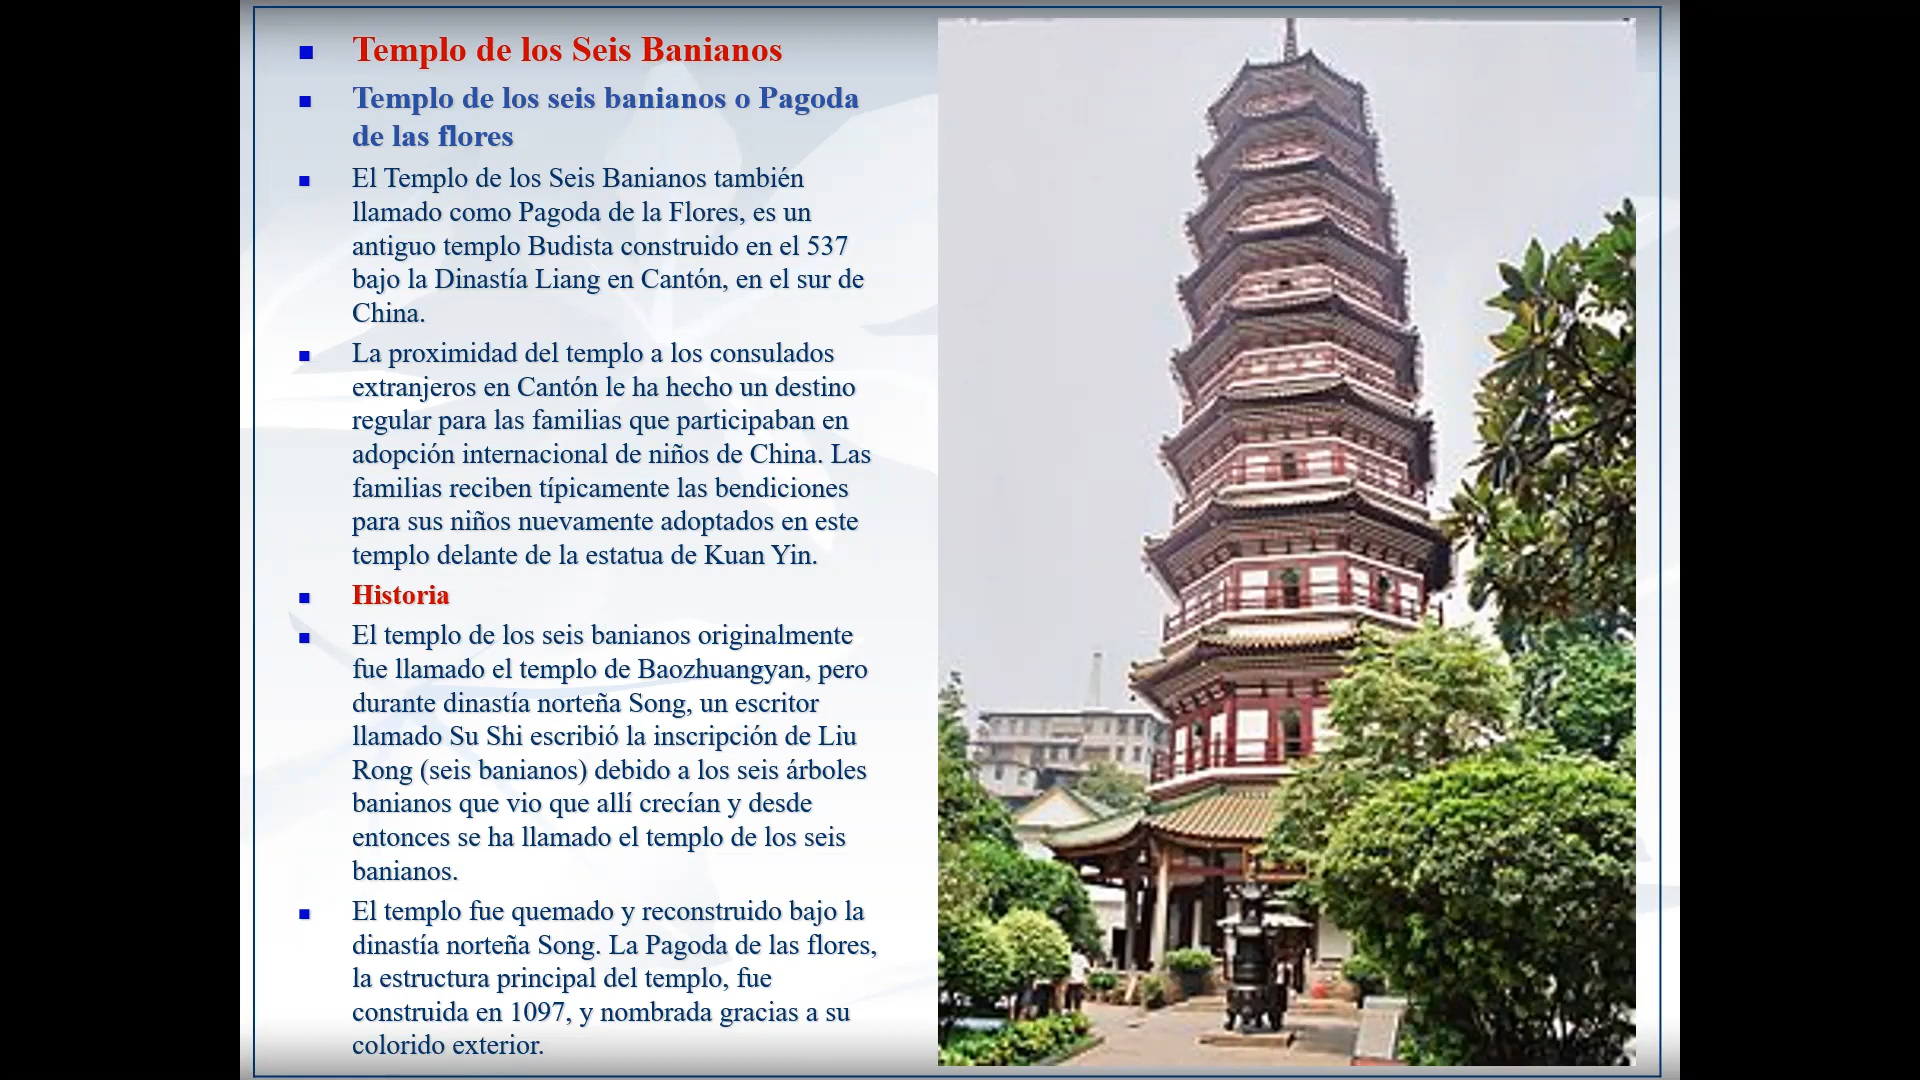 Templo de los Seis Banianos
Templo de los seis banianos o Pagoda
de las flores
El Templo de los Seis Banianos también
llamado como Pagoda de la Flores, es un
antiguo templo Budista construido en el 537
bajo la Dinastía Liang en Cantón, en el sur de
China.
La proximidad del templo a los consulados
extranjeros en Cantón le ha hecho un destino
regular para las familias que participaban en
adopción internacional de niños de China. Las
familias reciben típicamente las bendiciones
para sus niños nuevamente adoptados en este
templo delante de la estatua de Kuan Yin.
Historia
El templo de los seis banianos originalmente
fue llamado el templo de Baozhuangyan, pero
durante dinastía norteña Song, un escritor
llamado Su Shi escribió la inscripción de Liu
Rong (seis banianos) debido a los seis árboles
banianos que vio que allí crecían y desde
entonces se ha llamado el templo de los seis
banianos.
El templo fue quemado y reconstruido bajo la
dinastía norteña Song. La Pagoda de las flores,
la estructura principal del templo, fue
construida en 1097, y nombrada gracias a su
colorido exterior.